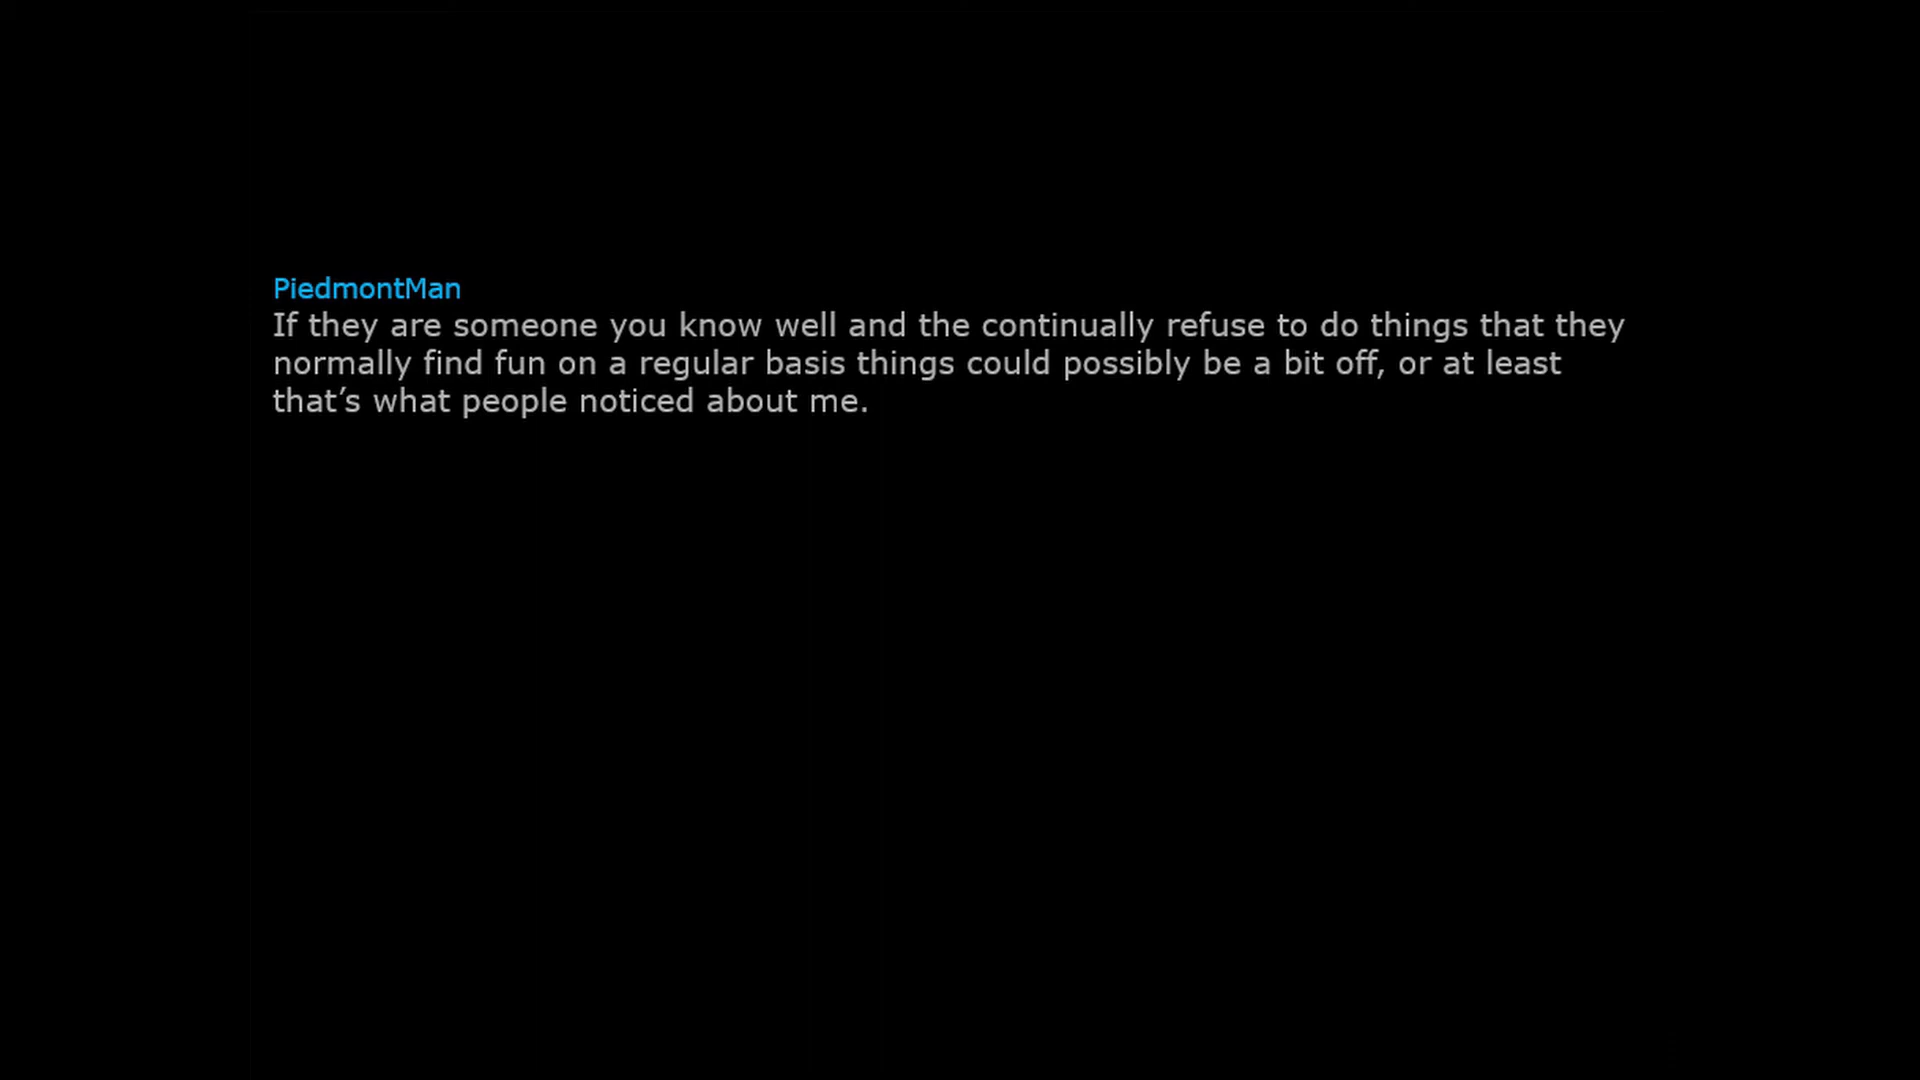 PiedmontMan
If they are someone you know well and the continually refuse to do things that they
normally find fun on a regular basis things could possibly be a bit off, or at least
that’s what people noticed about me.